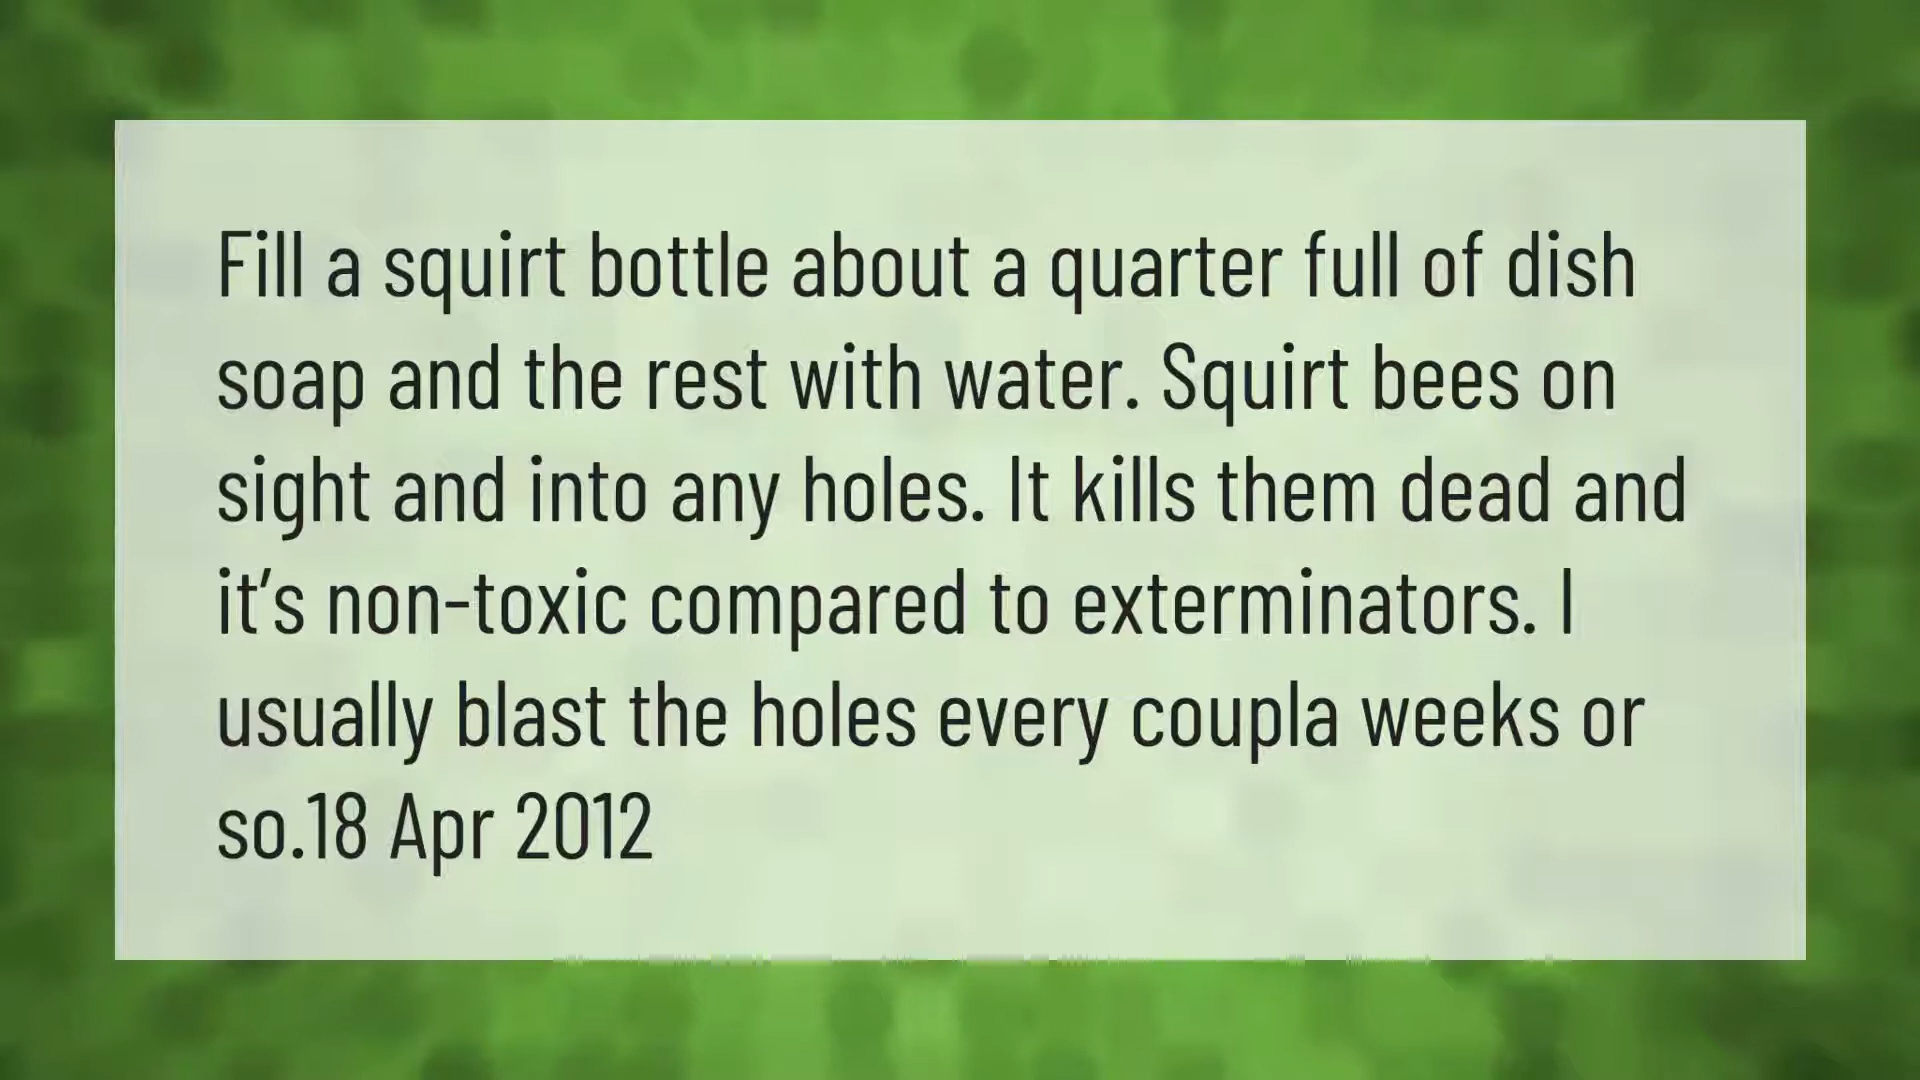 Fill a squirt bottle about a quarter full of dish
soap and the rest with water. Squirt bees on
sight and into any holes. It kills them dead and
it’s non-toxic compared to exterminators. I
usually blast the holes every coupla weeks or
so.18 Apr 2012